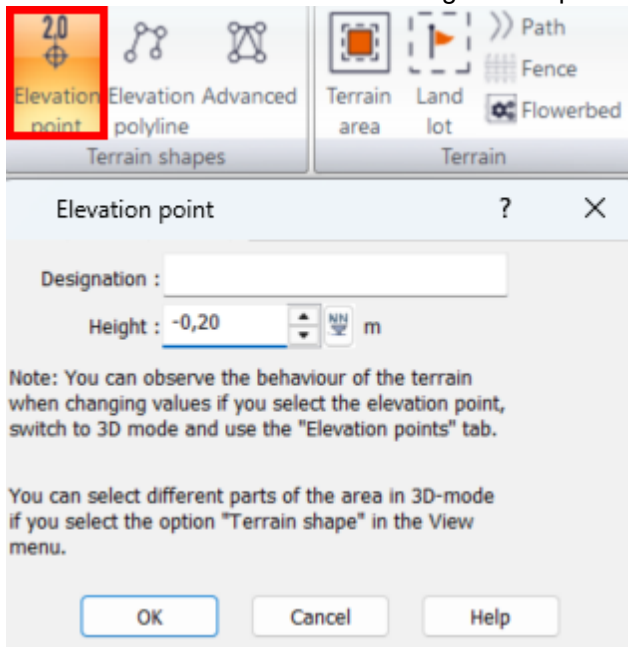 2,0
Elevation point
Elevation polyline
Advanced
Terrain shapes
Terrain area
Land lot
Path
Fence
Flowerbed
Terrain
Elevation point ?
Designation :
Height : -0,20 NN m
Note: You can observe the behaviour of the terrain
when changing values if you select the elevation point,
switch to 3D mode and use the "Elevation points" tab.
You can select different parts of the area in 3D-mode
if you select the option "Terrain shape" in the View
menu.
OK Cancel Help